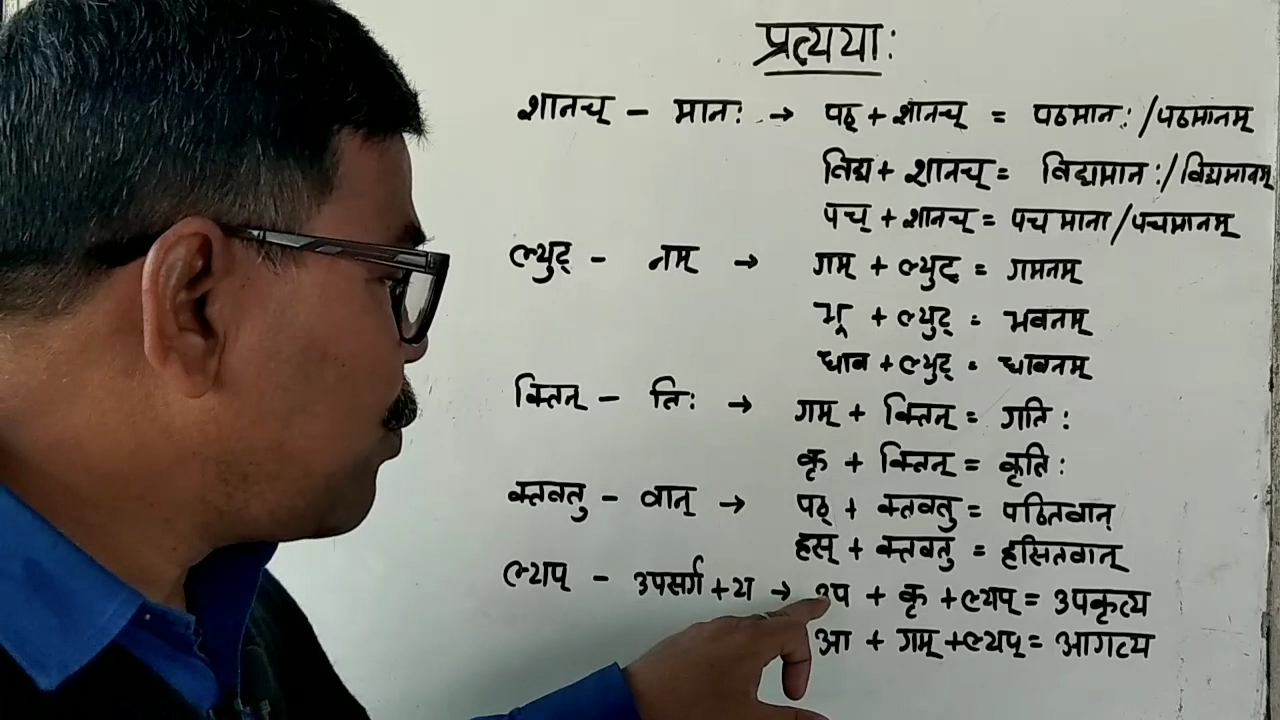 प्रत्यया:
शानच् - मान: → पठ् + शानच् = पठमान: / पठमानम्
विद्य + शानच् = विद्यमान: / विद्यमानम्
पच् + शानच् = पचमाना / पचमानम्
ल्युट् - नम् → गम् + ल्युट् = गमनम्
भू + ल्युट् = भवनम्
धाव + ल्युट् = धावनम्
क्तिन् - ति: → गम् + क्तिन् = गति:
कृ + क्तिन् = कृति:
क्तवतु - वान् → पठ् + क्तवतु = पठितवान्
हस् + क्तवतु = हसितवान्
ल्यप् - उपसर्ग + य → उप + कृ + ल्यप् = उपकृत्य
आ + गम् + ल्यप् = आगत्य